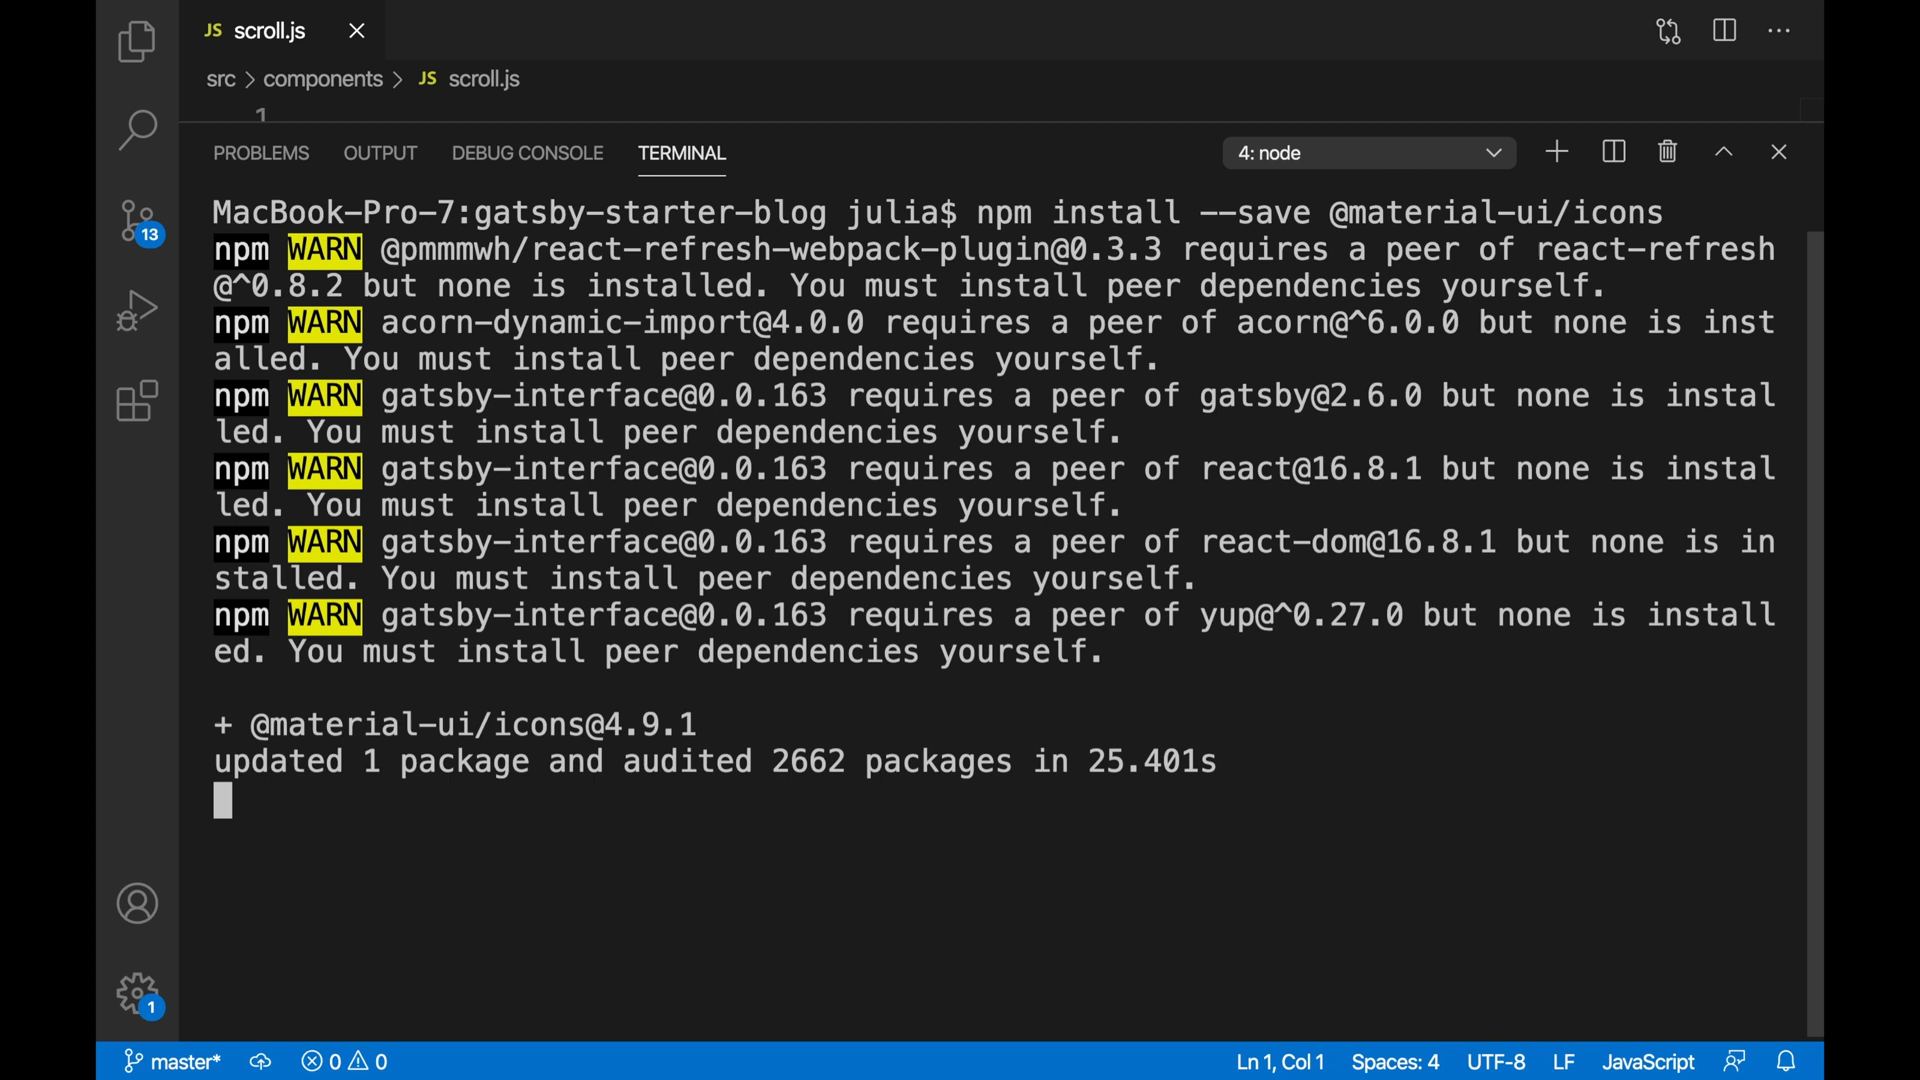 JS scroll.js
src > components > JS scroll.js
1
PROBLEMS OUTPUT DEBUG CONSOLE TERMINAL 4: node
MacBook-Pro-7:gatsby-starter-blog julia$ npm install --save @material-ui/icons
npm WARN @pmmmwh/react-refresh-webpack-plugin@0.3.3 requires a peer of react-refresh
@^0.8.2 but none is installed. You must install peer dependencies yourself.
npm WARN acorn-dynamic-import@4.0.0 requires a peer of acorn@^6.0.0 but none is inst
alled. You must install peer dependencies yourself.
npm WARN gatsby-interface@0.0.163 requires a peer of gatsby@2.6.0 but none is instal
led. You must install peer dependencies yourself.
npm WARN gatsby-interface@0.0.163 requires a peer of react@16.8.1 but none is instal
led. You must install peer dependencies yourself.
npm WARN gatsby-interface@0.0.163 requires a peer of react-dom@16.8.1 but none is in
stalled. You must install peer dependencies yourself.
npm WARN gatsby-interface@0.0.163 requires a peer of yup@^0.27.0 but none is install
ed. You must install peer dependencies yourself.
+ @material-ui/icons@4.9.1
updated 1 package and audited 2662 packages in 25.401s
13
1
master* 0 0 Ln 1, Col 1 Spaces: 4 UTF-8 LF JavaScript